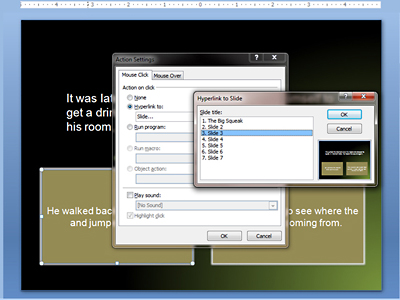 It was lat
get a drin
his room.
Action Settings
Mouse Click
Mouse Over
Action on click
None
Hyperlink to:
Slide...
Run program:
Run macro:
Object action:
Play sound:
[No Sound]
Highlight click
OK
Cancel
Hyperlink to Slide
Slide title:
1. The Big Squeak
2. Slide 2
3. Slide 3
4. Slide 4
5. Slide 5
6. Slide 6
7. Slide 7
OK
Cancel
He walked bac
and jump
to see where the
oming from.